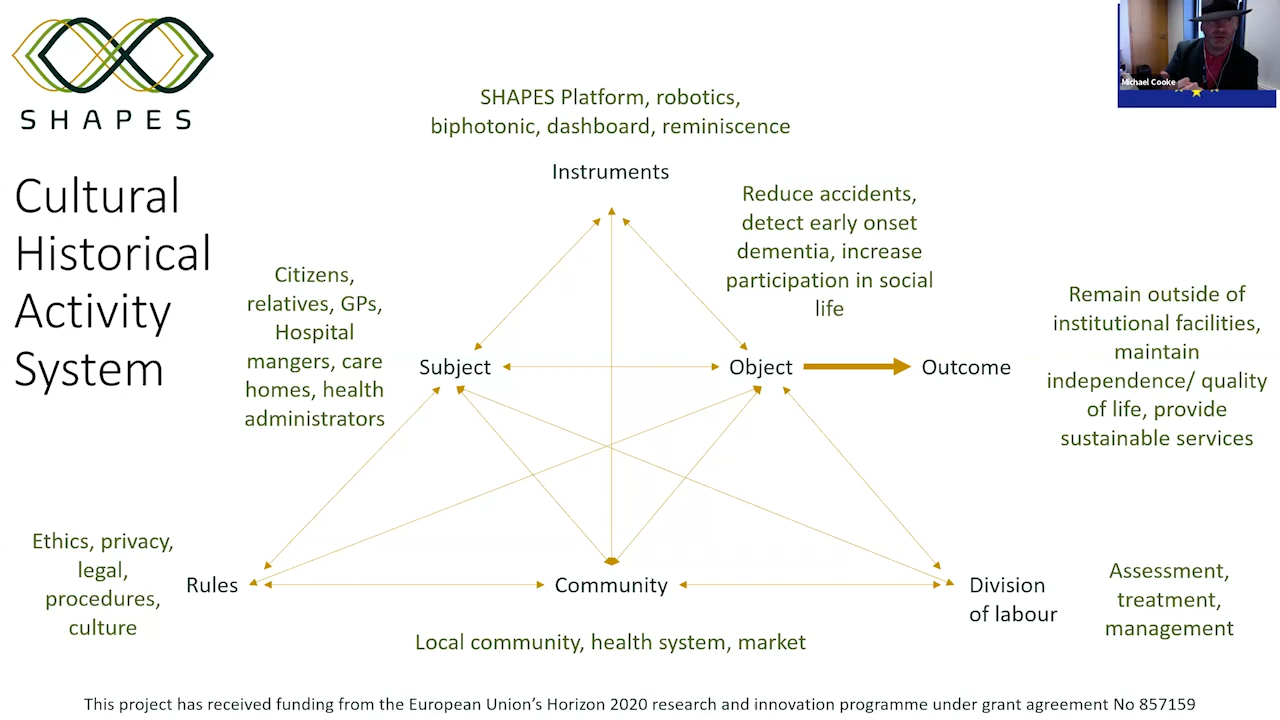 SHAPES
Michael Cooke
Cultural
Historical
Activity
System
SHAPES Platform, robotics,
biphotonic, dashboard, reminiscence
Instruments
Reduce accidents,
detect early onset
dementia, increase
participation in social
life
Citizens,
relatives, GPs,
Hospital
mangers, care
homes, health
administrators
Subject
Object
Outcome
Remain outside of
institutional facilities,
maintain
independence/ quality
of life, provide
sustainable services
Ethics, privacy,
legal,
procedures,
culture
Rules
Community
Division
of labour
Assessment,
treatment,
management
Local community, health system, market
This project has received funding from the European Union’s Horizon 2020 research and innovation programme under grant agreement No 857159